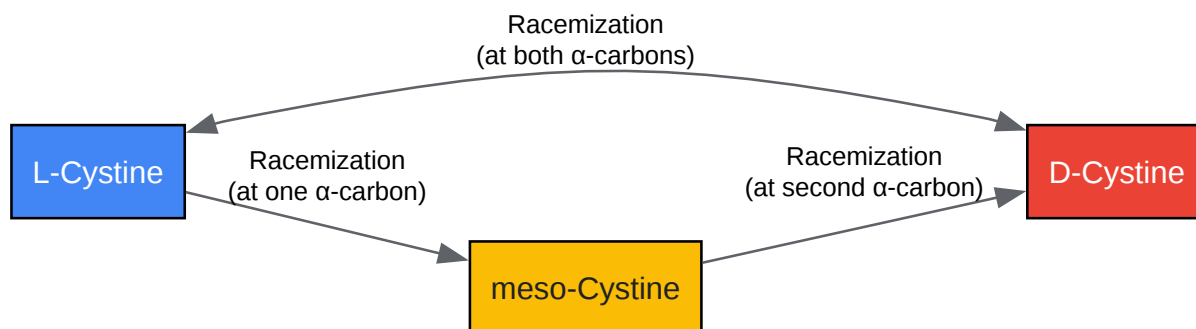 Racemization
(at both α-carbons)
L-Cystine
Racemization
(at one α-carbon)
Racemization
(at second α-carbon)
D-Cystine
meso-Cystine